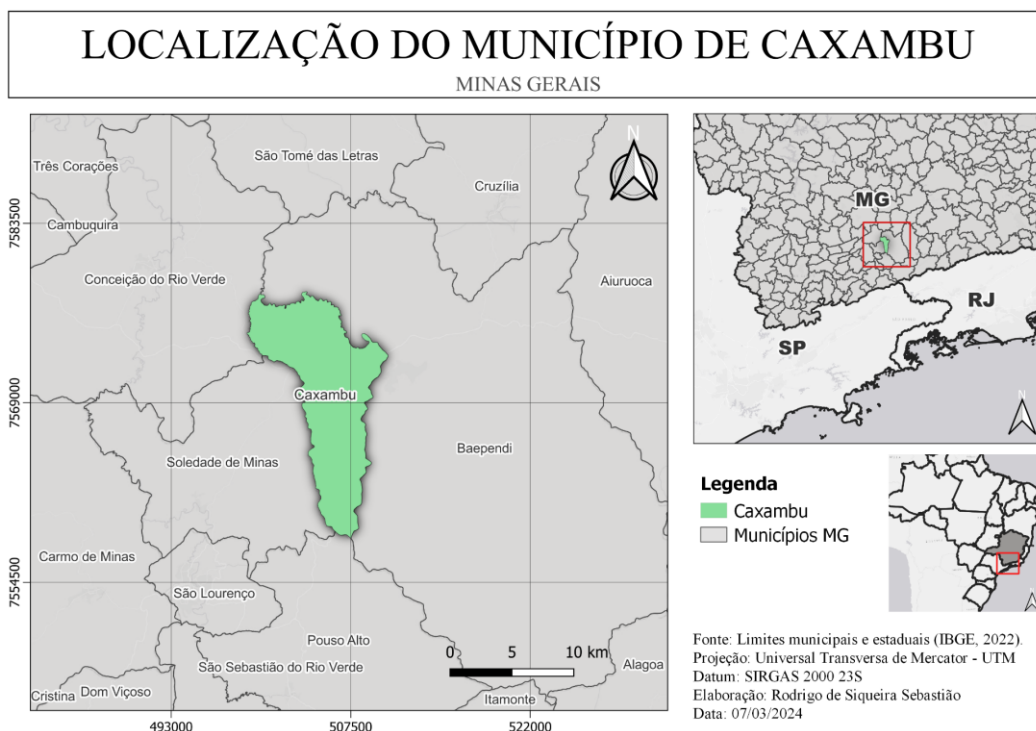 LOCALIZAÇÃO DO MUNICÍPIO DE CAXAMBU
MINAS GERAIS
N
Três Corações
São Tomé das Letras
Cruzília
Cambuquira
Conceição do Rio Verde
Aiuruoca
Caxambu
Baependi
Soledade de Minas
Carmo de Minas
São Lourenço
Pouso Alto
São Sebastião do Rio Verde
Alagoa
Cristina
Dom Viçoso
Itamonte
0 5 10 km
7583500
7569000
7554500
493000
507500
522000
MG
RJ
SP
N
Legenda
Caxambu
Municípios MG
Fonte: Limites municipais e estaduais (IBGE, 2022).
Projeção: Universal Transversa de Mercator - UTM
Datum: SIRGAS 2000 23S
Elaboração: Rodrigo de Siqueira Sebastião
Data: 07/03/2024